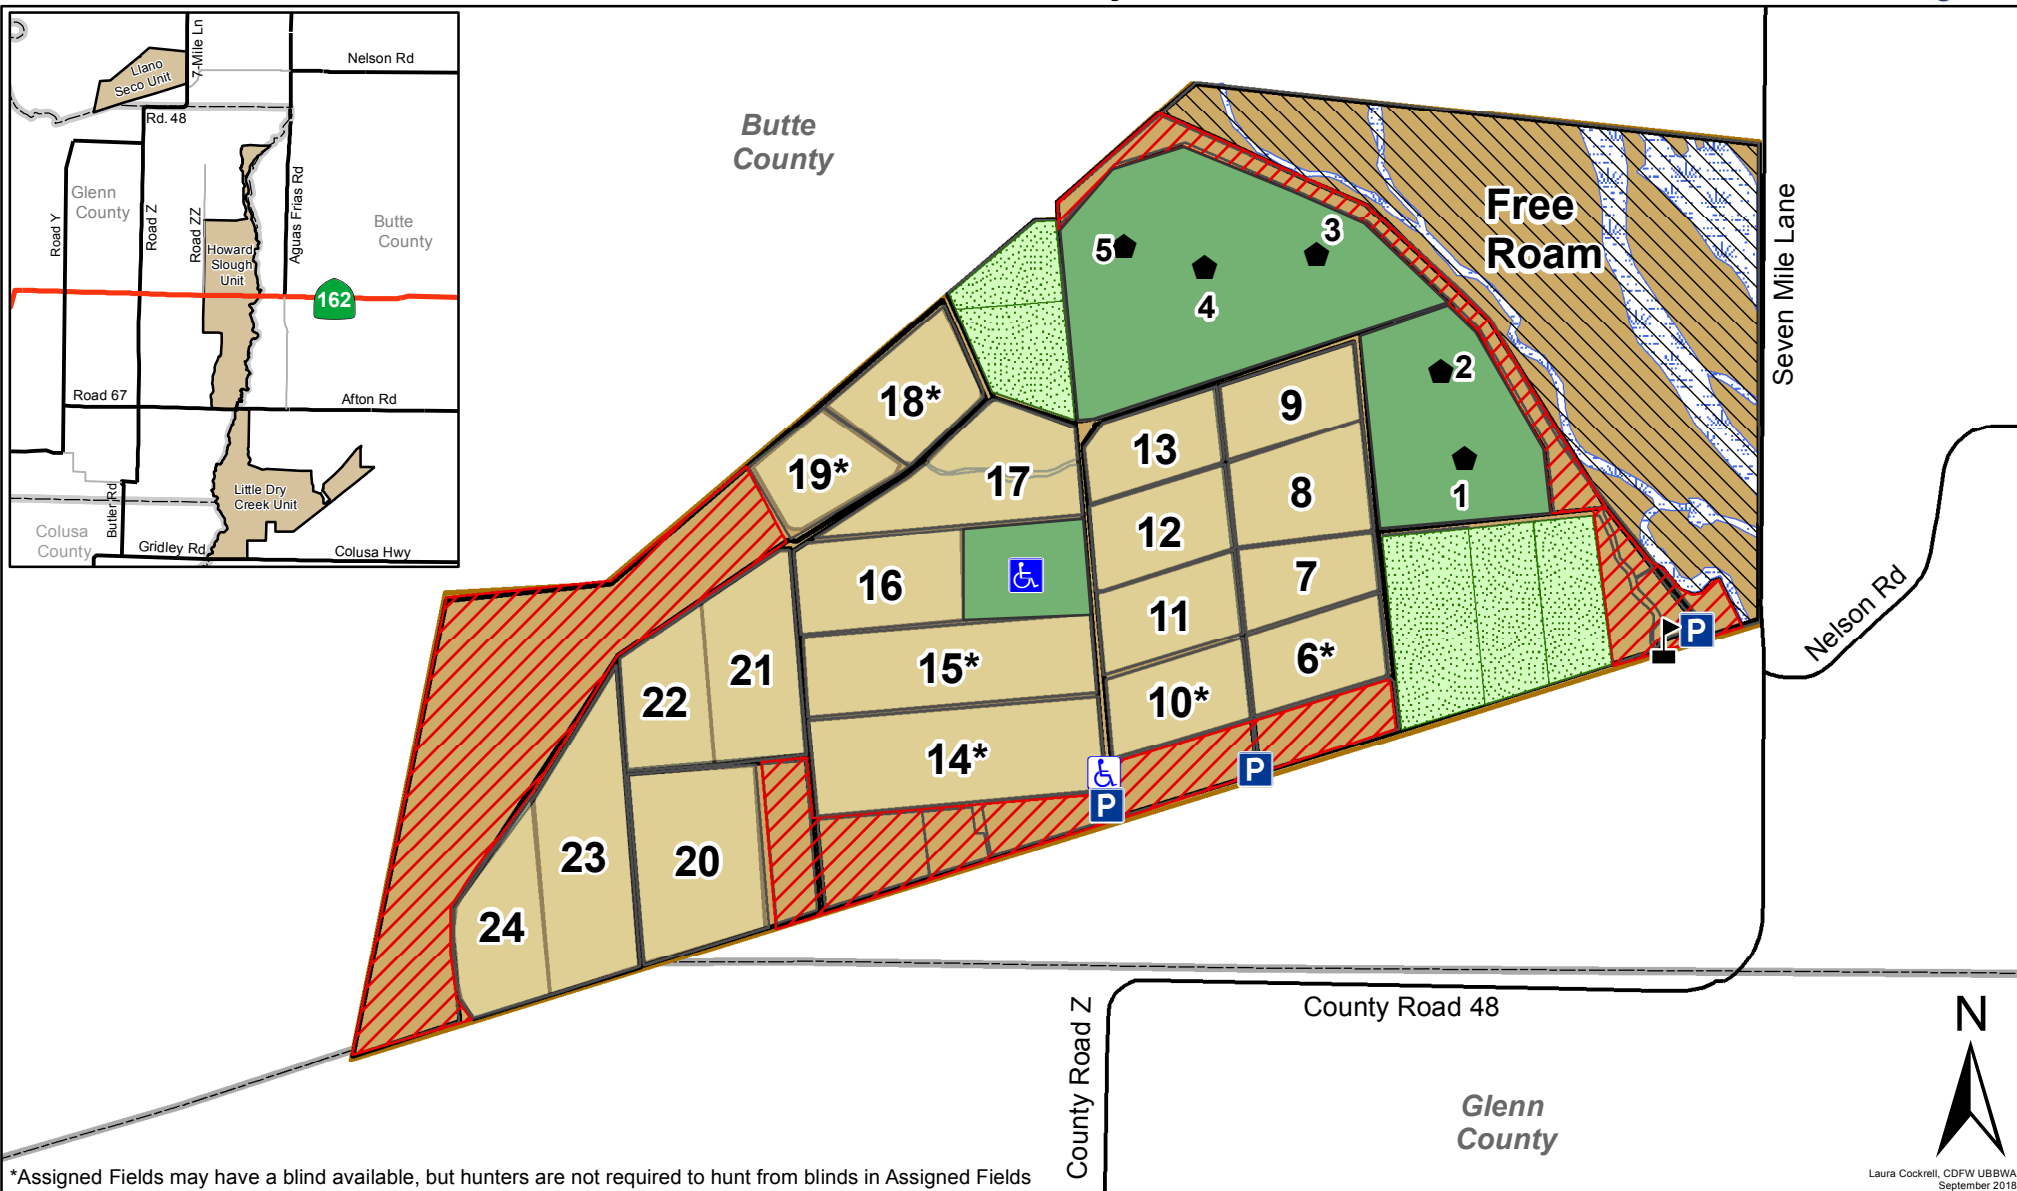 7-Mile Ln
Nelson Rd
Llano
Seco Unit
Rd. 48
Glenn
County
Road Y
Road Z
Road ZZ
Aguas Frias Rd
Butte
County
Howard
Slough
Unit
162
Road 67
Afton Rd
Little Dry
Creek Unit
Butler Rd
Colusa
County
Gridley Rd
Colusa Hwy
Butte
County
Free
Roam
Seven Mile Lane
Nelson Rd
5
4
3
2
1
18*
19*
17
13
9
12
8
11
7
10*
6*
16
15*
14*
22
21
23
20
24
P
P
P
County Road 48
County Road Z
Glenn
County
N
*Assigned Fields may have a blind available, but hunters are not required to hunt from blinds in Assigned Fields
Laura Cockrell, CDFW UBBWA
September 2018